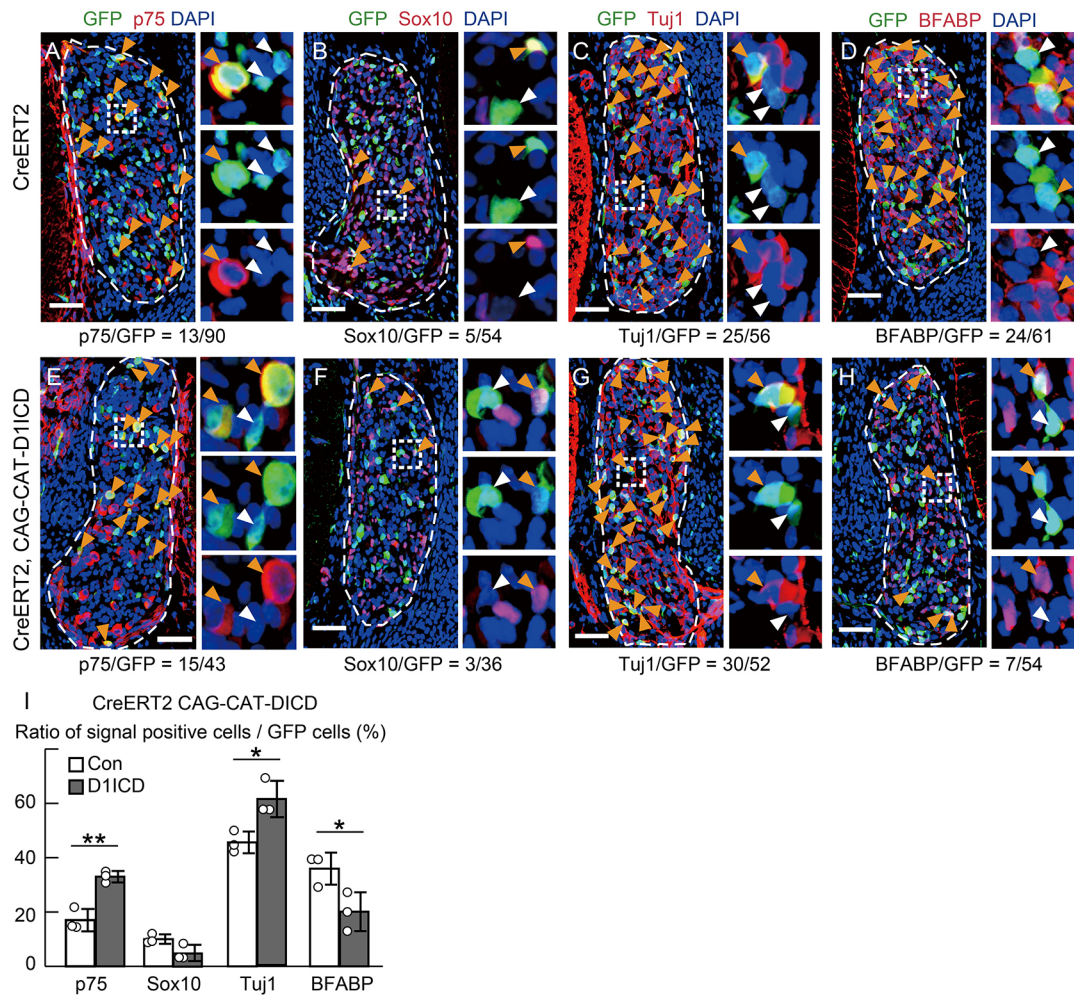 GFP p75 DAPI
GFP Sox10 DAPI
GFP Tuj1 DAPI
GFP BFABP DAPI
CreERT2
A
B
C
D
p75/GFP = 13/90
Sox10/GFP = 5/54
Tuj1/GFP = 25/56
BFABP/GFP = 24/61
CreERT2, CAG-CAT-D1ICD
E
F
G
H
p75/GFP = 15/43
Sox10/GFP = 3/36
Tuj1/GFP = 30/52
BFABP/GFP = 7/54
I
CreERT2 CAG-CAT-DICD
Ratio of signal positive cells / GFP cells (%)
Con
D1ICD
60
40
20
0
**
*
*
p75
Sox10
Tuj1
BFABP